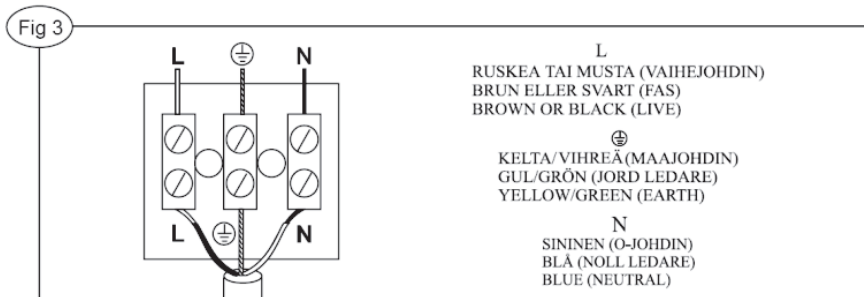 Fig 3
L ⏚ N
L ⏚ N
L
RUSKEA TAI MUSTA (VAIHEJOHDIN)
BRUN ELLER SVART (FAS)
BROWN OR BLACK (LIVE)
⏚
KELTA/VIHREÄ (MAAJOHDIN)
GUL/GRÖN (JORD LEDARE)
YELLOW/GREEN (EARTH)
N
SININEN (O-JOHDIN)
BLÅ (NOLL LEDARE)
BLUE (NEUTRAL)